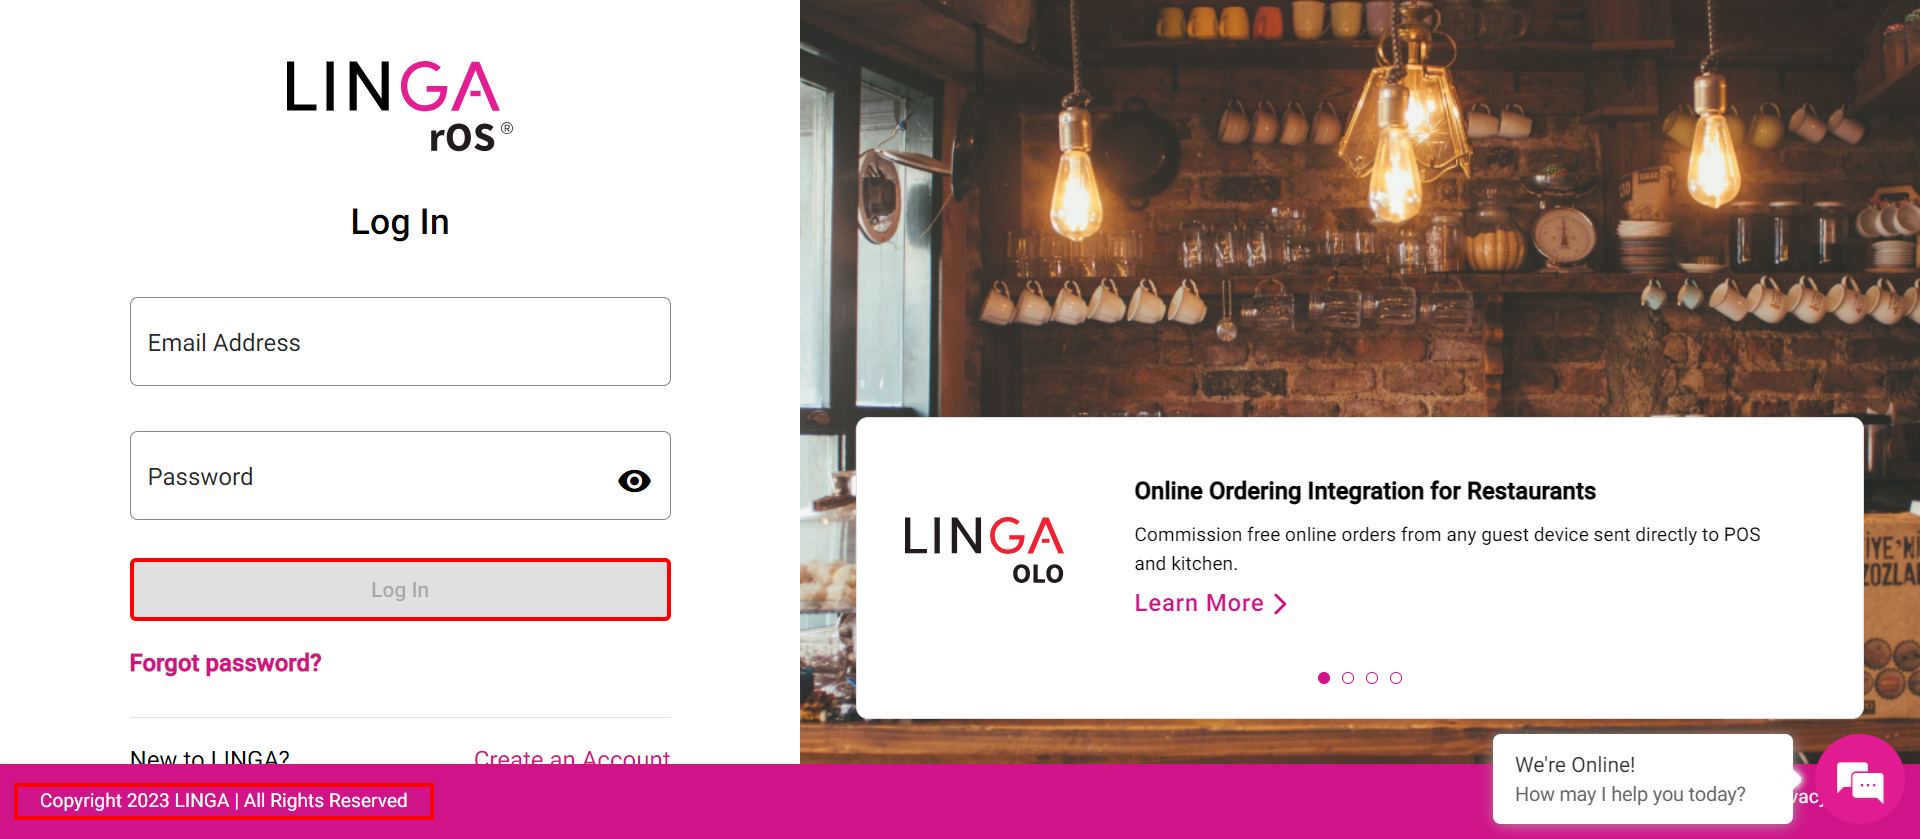 LINGA
rOS ®
Log In
Email Address
Password
Log In
Forgot password?
New to LINGA?
Create an Account
Copyright 2023 LINGA | All Rights Reserved
LINGA
OLO
Online Ordering Integration for Restaurants
Commission free online orders from any guest device sent directly to POS
and kitchen.
Learn More
We're Online!
How may I help you today?